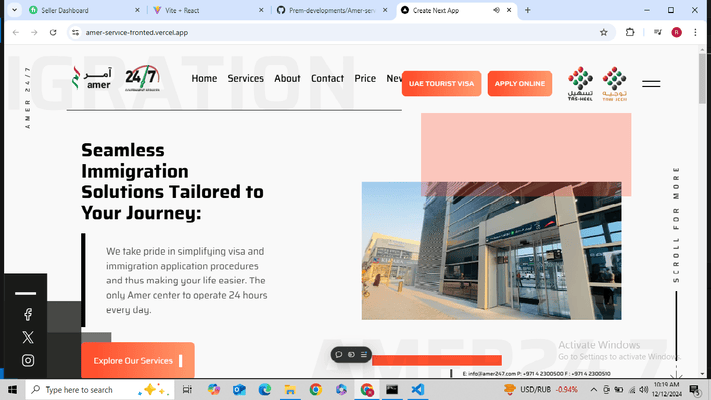 Seller Dashboard
Vite + React
Prem-developments/Amer-ser
Create Next App
amer-service-fronted.vercel.app
R
IGRATION
AMER 24/7
آمر
amer
24/7
Home Services About Contact Price New
UAE TOURIST VISA
APPLY ONLINE
تسهيل
TAS-HEEL
توجيه
TAW-JEEH
Seamless
Immigration
Solutions Tailored to
Your Journey:
We take pride in simplifying visa and
immigration application procedures
and thus making your life easier. The
only Amer center to operate 24 hours
every day.
Explore Our Services
SCROLL FOR MORE
AMER24/7
Activate Windows
Go to Settings to activate Windows.
E: info@amer247.com P: +971 4 2300500 F: +971 4 2300510
Type here to search
USD/RUB -0.94%
10:19 AM
12/12/2024